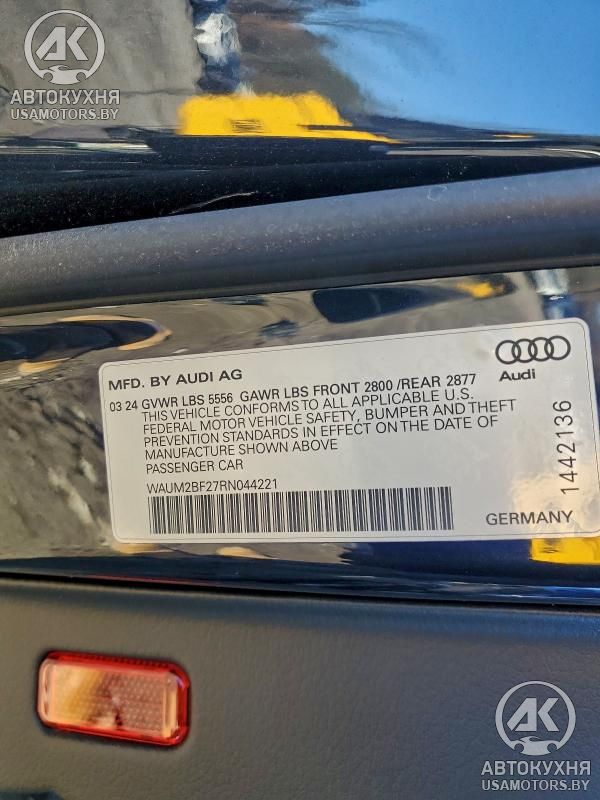 АК
АВТОКУХНЯ
USAMOTORS.BY
MFD. BY AUDI AG
03 24 GVWR LBS 5556 GAWR LBS FRONT 2800 /REAR 2877
THIS VEHICLE CONFORMS TO ALL APPLICABLE U.S.
FEDERAL MOTOR VEHICLE SAFETY, BUMPER AND THEFT
PREVENTION STANDARDS IN EFFECT ON THE DATE OF
MANUFACTURE SHOWN ABOVE
PASSENGER CAR
WAUM2BF27RN044221
Audi
1442136
GERMANY
АК
АВТОКУХНЯ
USAMOTORS.BY